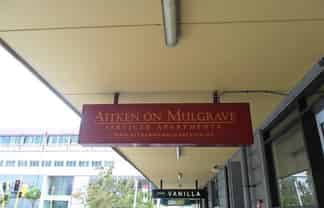 AITKEN ON MULGRAVE
SERVICED APARTMENTS
VANILLA